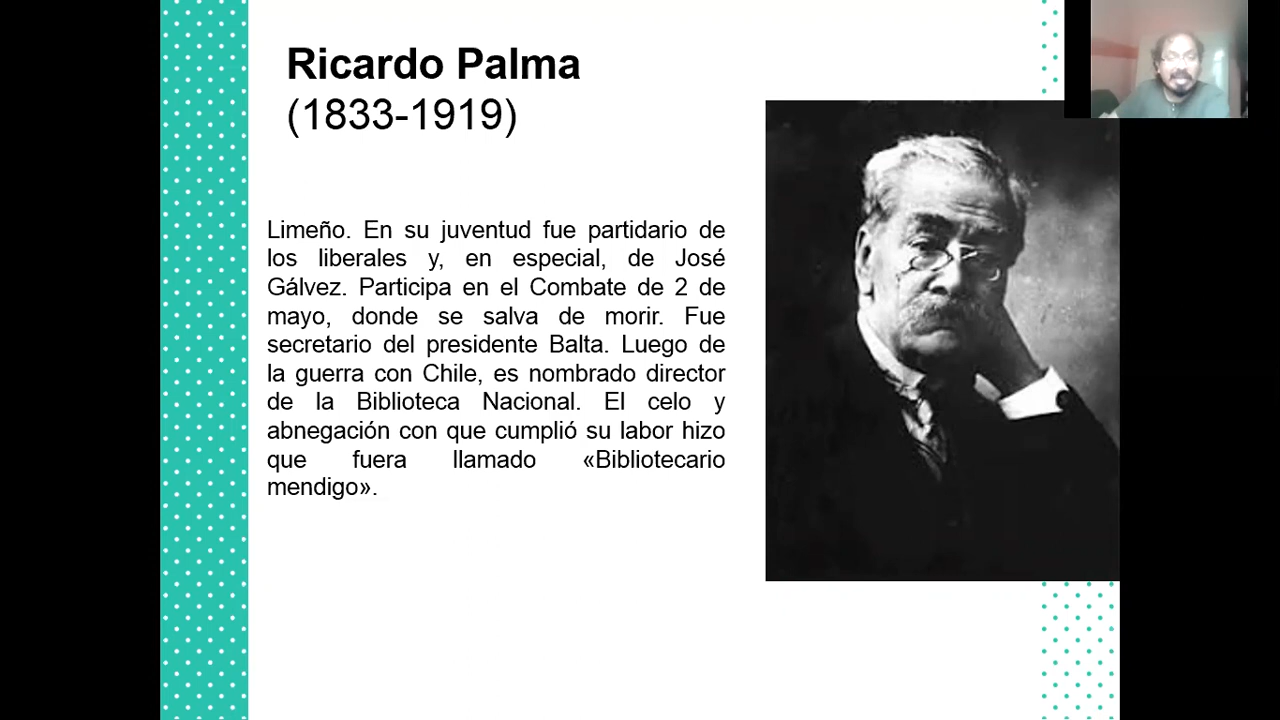 Ricardo Palma
(1833-1919)
Limeño. En su juventud fue partidario de
los liberales y, en especial, de José
Gálvez. Participa en el Combate de 2 de
mayo, donde se salva de morir. Fue
secretario del presidente Balta. Luego de
la guerra con Chile, es nombrado director
de la Biblioteca Nacional. El celo y
abnegación con que cumplió su labor hizo
que fuera llamado «Bibliotecario
mendigo».